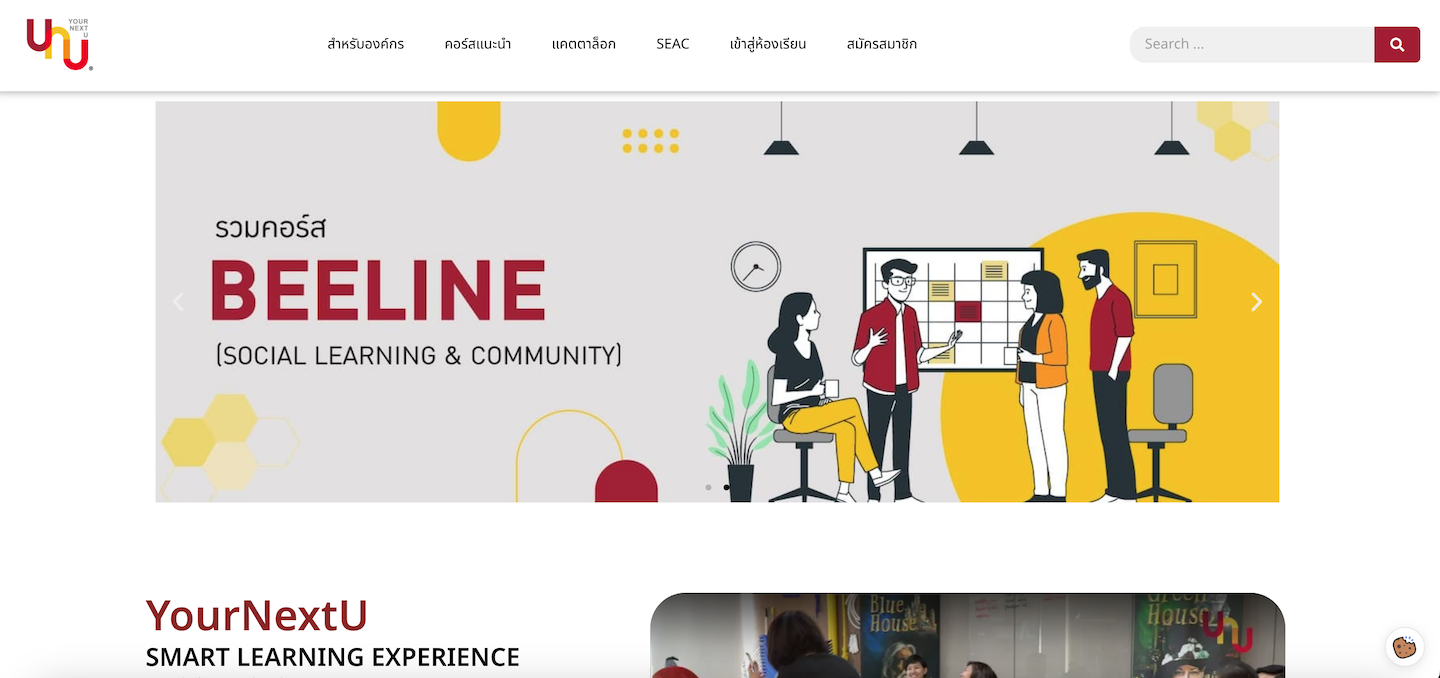 YOUR
NEXT
U
unu
®
สำหรับองค์กร
คอร์สแนะนำ
แคตตาล็อก
SEAC
เข้าสู่ห้องเรียน
สมัครสมาชิก
Search ...
รวมคอร์ส
BEELINE
(SOCIAL LEARNING & COMMUNITY)
YourNextU
SMART LEARNING EXPERIENCE
Blue
House
Green
House
unu